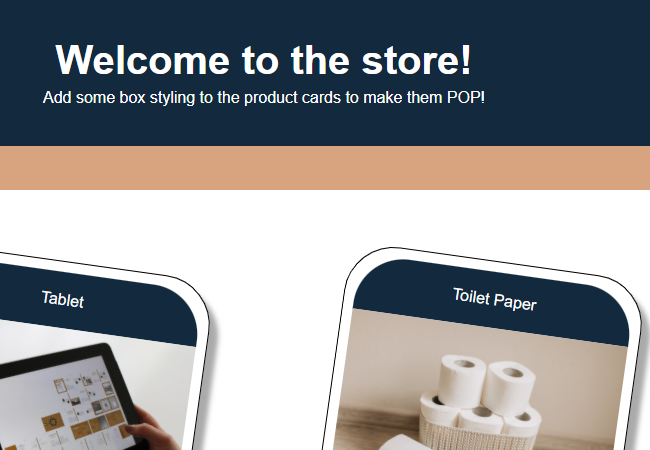 Welcome to the store!
Add some box styling to the product cards to make them POP!
Tablet
Toilet Paper